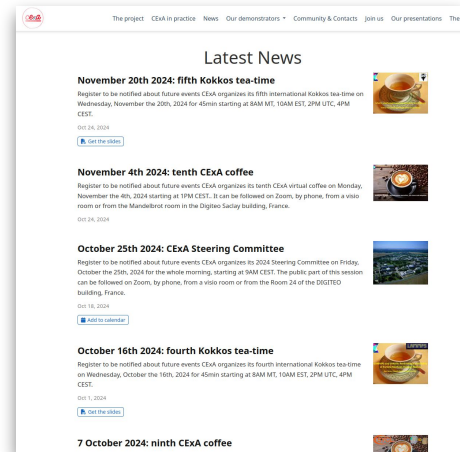 The project CExA in practice News Our demonstrators Community & Contacts Join us Our presentations The
Latest News
November 20th 2024: fifth Kokkos tea-time
Register to be notified about future events CExA organizes its fifth international Kokkos tea-time on
Wednesday, November the 20th, 2024 for 45min starting at 8AM MT, 10AM EST, 2PM UTC, 4PM
CEST.
Oct 24, 2024
Get the slides
November 4th 2024: tenth CExA coffee
Register to be notified about future events CExA organizes its tenth CExA virtual coffee on Monday,
November the 4th, 2024 starting at 1PM CEST.. It can be followed on Zoom, by phone, from a visio
room or from the Mandelbrot room in the Digiteo Saclay building, France.
Oct 24, 2024
October 25th 2024: CExA Steering Committee
Register to be notified about future events CExA organizes its 2024 Steering Committee on Friday,
October the 25th, 2024 for the whole morning, starting at 9AM CEST. The public part of this session
can be followed on Zoom, by phone, from a visio room or from the Room 24 of the DIGITEO
building, France.
Oct 18, 2024
Add to calendar
October 16th 2024: fourth Kokkos tea-time
Register to be notified about future events CExA organizes its fourth international Kokkos tea-time
on Wednesday, October the 16th, 2024 for 45min starting at 8AM MT, 10AM EST, 2PM UTC, 4PM
CEST.
Oct 1, 2024
Get the slides
7 October 2024: ninth CExA coffee